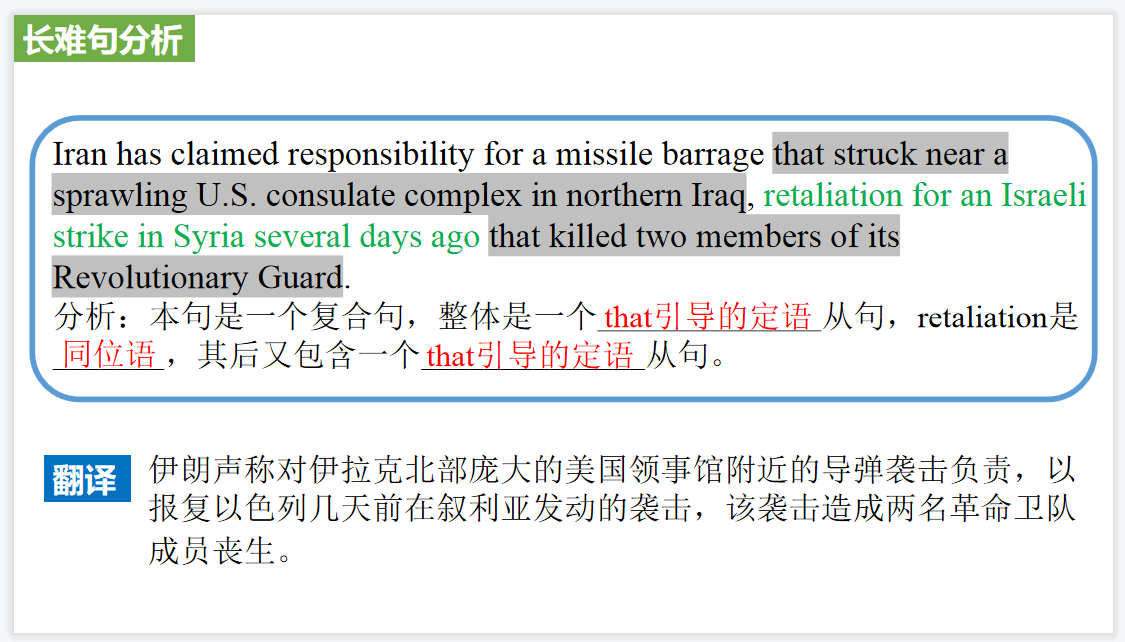 长难句分析
Iran has claimed responsibility for a missile barrage that struck near a
sprawling U.S. consulate complex in northern Iraq, retaliation for an Israeli
strike in Syria several days ago that killed two members of its
Revolutionary Guard.
分析：本句是一个复合句，整体是一个 that引导的定语 从句，retaliation是
同位语 ，其后又包含一个 that引导的定语 从句。
翻译 伊朗声称对伊拉克北部庞大的美国领事馆附近的导弹袭击负责，以
报复以色列几天前在叙利亚发动的袭击，该袭击造成两名革命卫队
成员丧生。